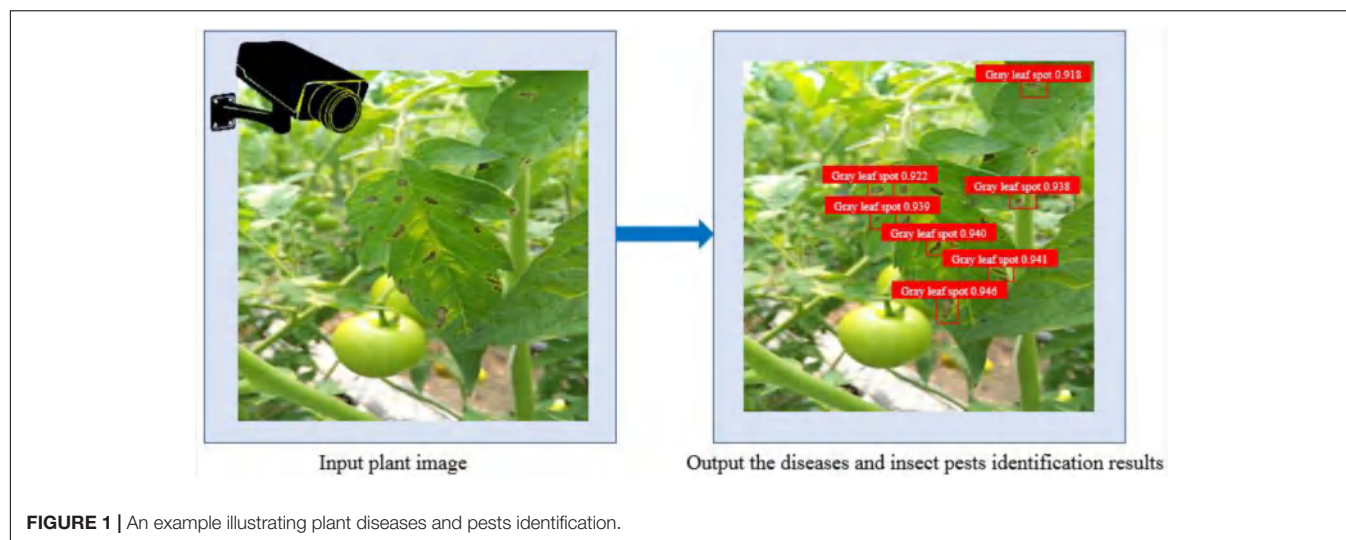 Gray leaf spot 0.918
Gray leaf spot 0.922
Gray leaf spot 0.938
Gray leaf spot 0.939
Gray leaf spot 0.940
Gray leaf spot 0.941
Gray leaf spot 0.946
Input plant image
Output the diseases and insect pests identification results
FIGURE 1 | An example illustrating plant diseases and pests identification.